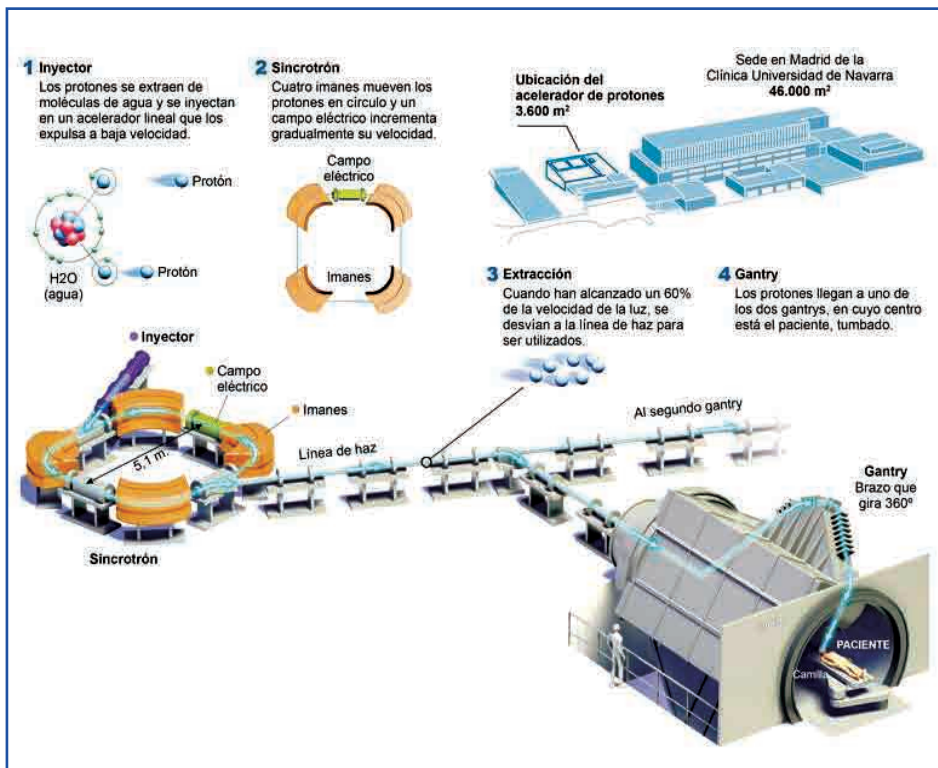 1 Inyector
Los protones se extraen de
moléculas de agua y se inyectan
en un acelerador lineal que los
expulsa a baja velocidad.
Protón
Protón
H2O
(agua)
2 Sincrotrón
Cuatro imanes mueven los
protones en círculo y un
campo eléctrico incrementa
gradualmente su velocidad.
Campo
eléctrico
Imanes
Ubicación del
acelerador de protones
3.600 m²
Sede en Madrid de la
Clínica Universidad de Navarra
46.000 m²
3 Extracción
Cuando han alcanzado un 60%
de la velocidad de la luz, se
desvían a la línea de haz para
ser utilizados.
4 Gantry
Los protones llegan a uno de
los dos gantrys, en cuyo centro
está el paciente, tumbado.
Inyector
Campo
eléctrico
Imanes
5,1 m.
Línea de haz
Al segundo gantry
Sincrotrón
Gantry
Brazo que
gira 360º
PACIENTE
Camilla